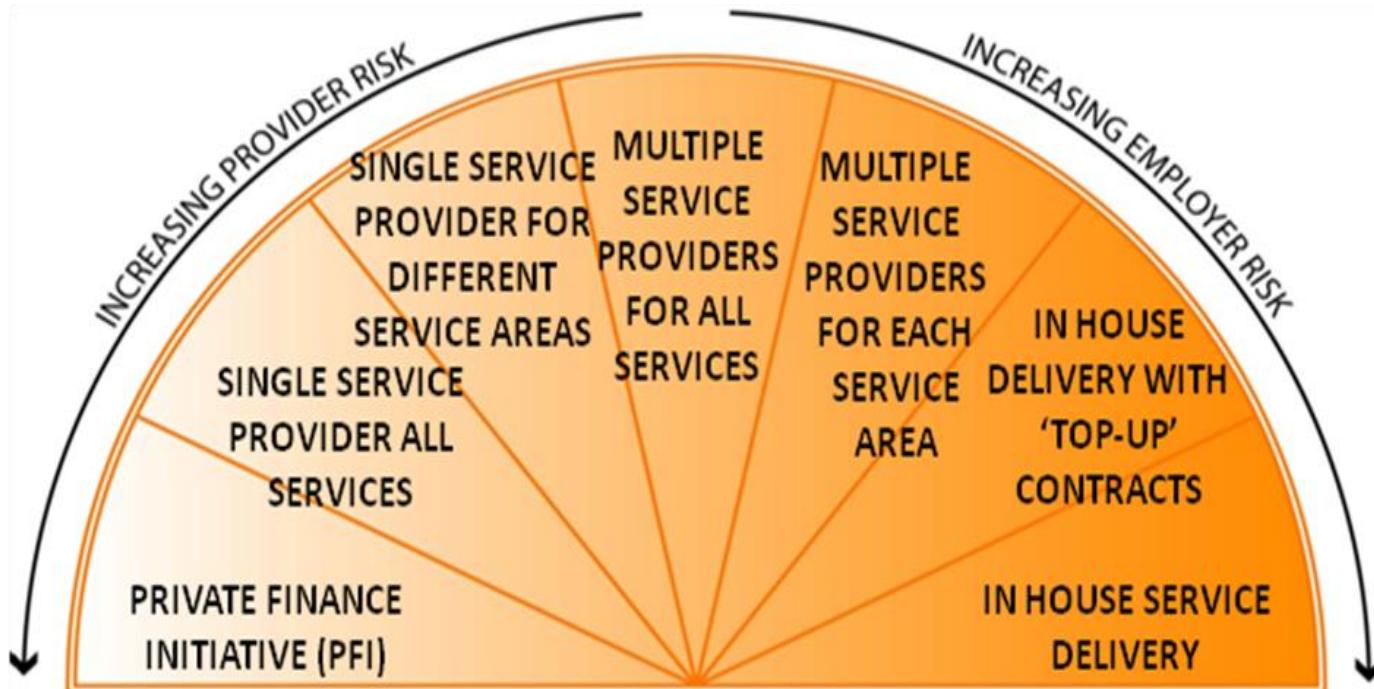 INCREASING PROVIDER RISK
INCREASING EMPLOYER RISK
PRIVATE FINANCE
INITIATIVE (PFI)
SINGLE SERVICE
PROVIDER ALL
SERVICES
SINGLE SERVICE
PROVIDER FOR
DIFFERENT
SERVICE AREAS
MULTIPLE
SERVICE
PROVIDERS
FOR ALL
SERVICES
MULTIPLE
SERVICE
PROVIDERS
FOR EACH
SERVICE
AREA
IN HOUSE
DELIVERY WITH
‘TOP-UP’
CONTRACTS
IN HOUSE SERVICE
DELIVERY